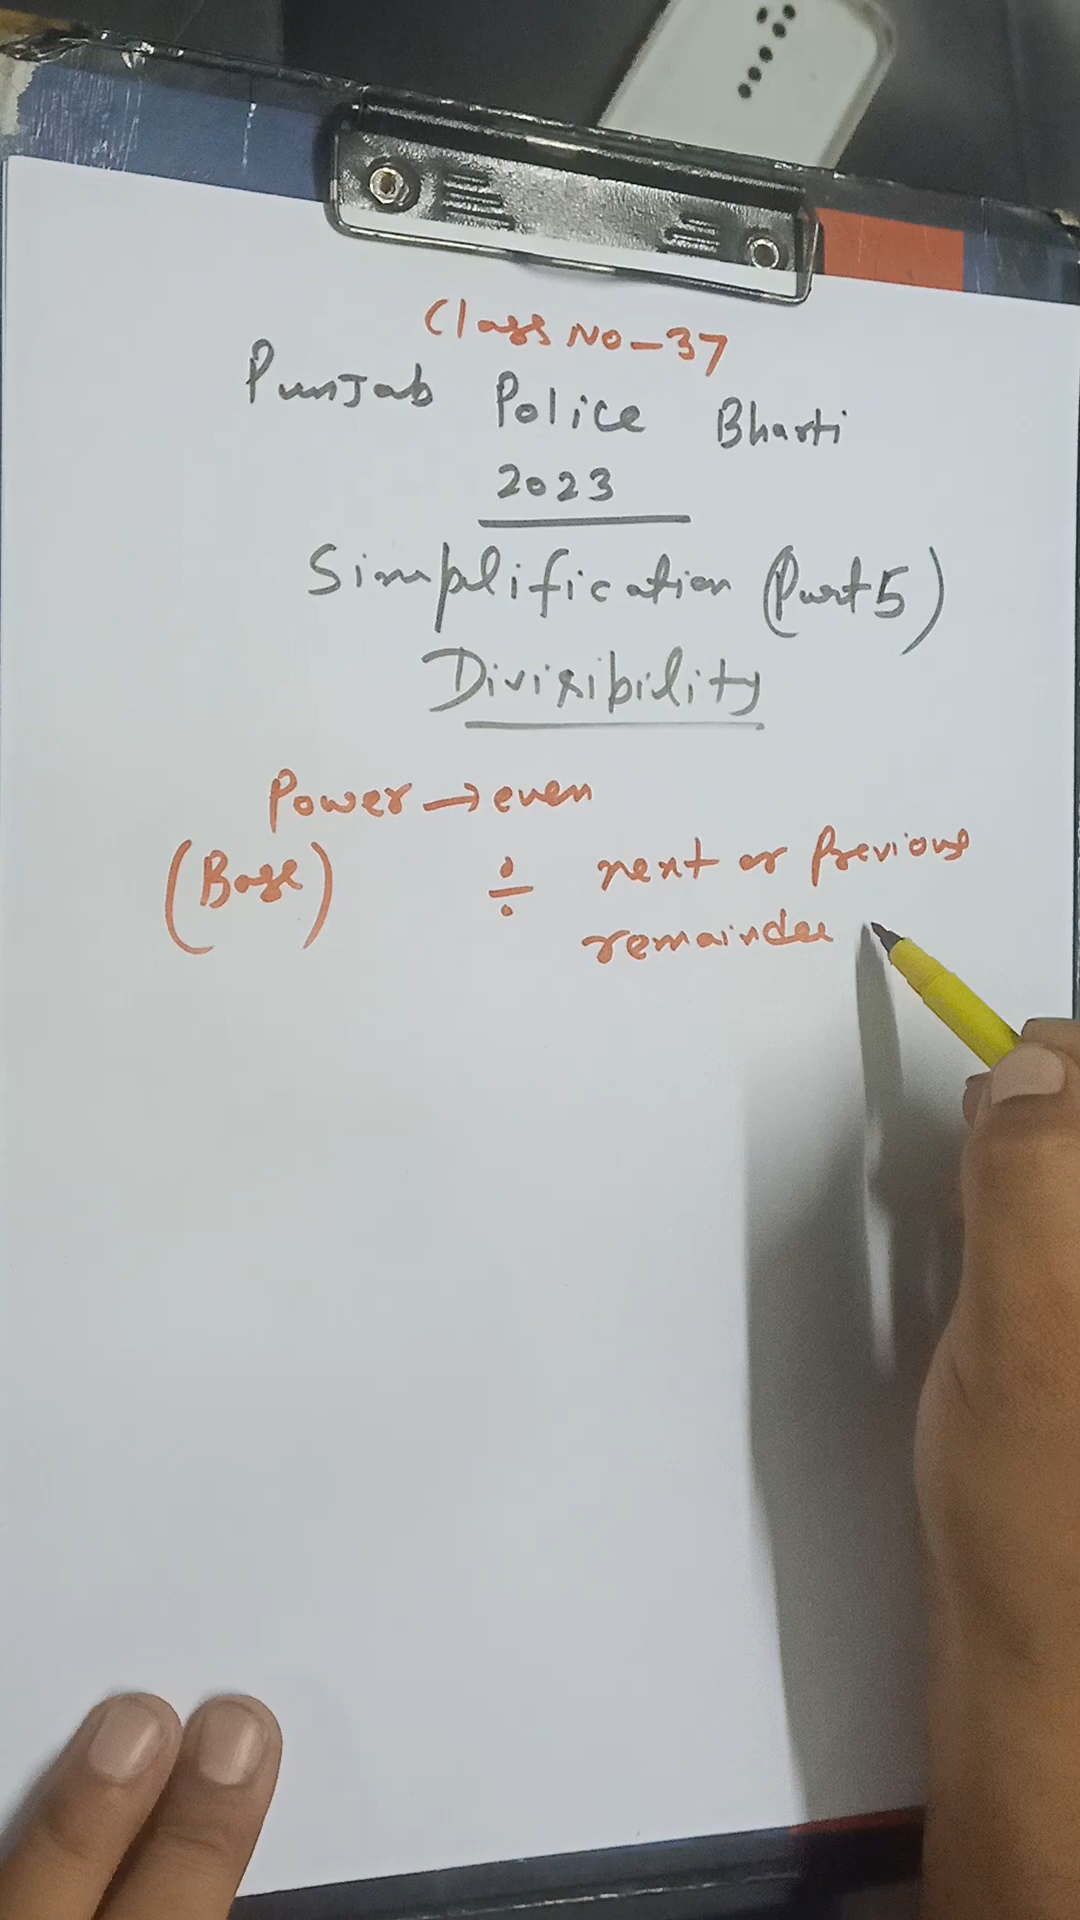 Class No-37
Punjab Police Bharti
2023
Simplification (Part 5)
Divisibility
Power → even
(Base) ÷ next or Previous
remainder